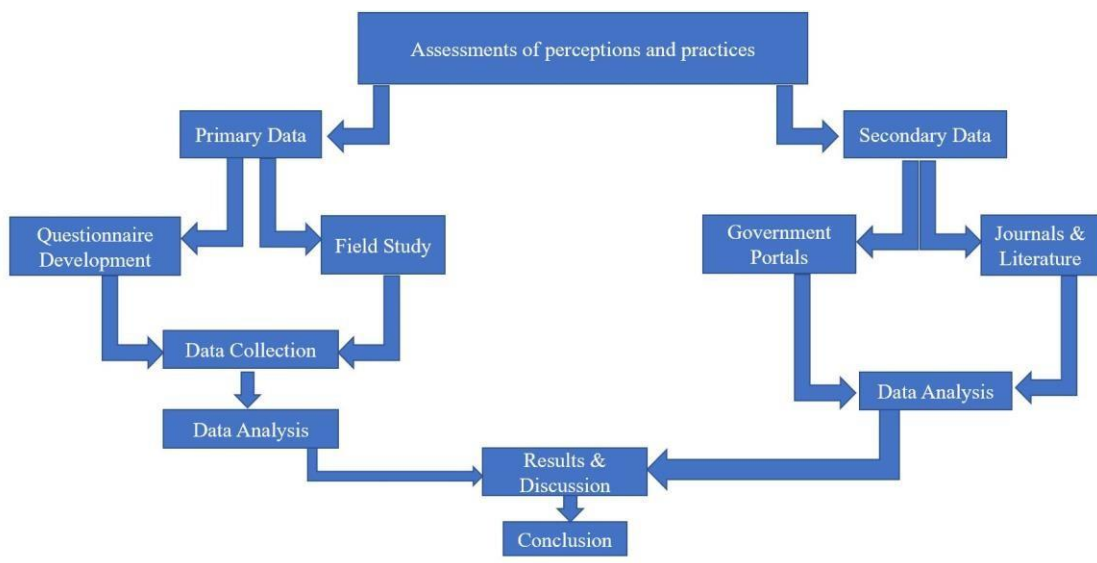 Assessments of perceptions and practices
Primary Data
Secondary Data
Questionnaire
Development
Field Study
Government
Portals
Journals &
Literature
Data Collection
Data Analysis
Data Analysis
Results &
Discussion
Conclusion